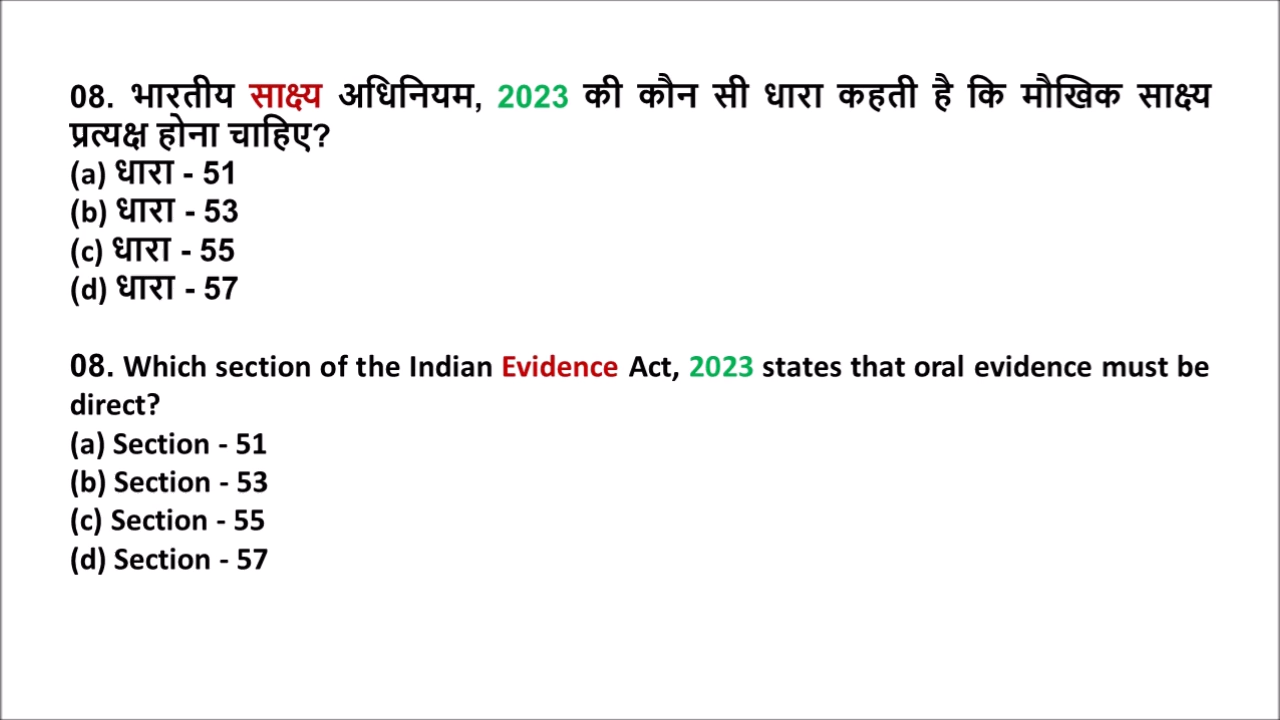 08. भारतीय साक्ष्य अधिनियम, 2023 की कौन सी धारा कहती है कि मौखिक साक्ष्य
प्रत्यक्ष होना चाहिए?
(a) धारा - 51
(b) धारा - 53
(c) धारा - 55
(d) धारा - 57
08. Which section of the Indian Evidence Act, 2023 states that oral evidence must be
direct?
(a) Section - 51
(b) Section - 53
(c) Section - 55
(d) Section - 57